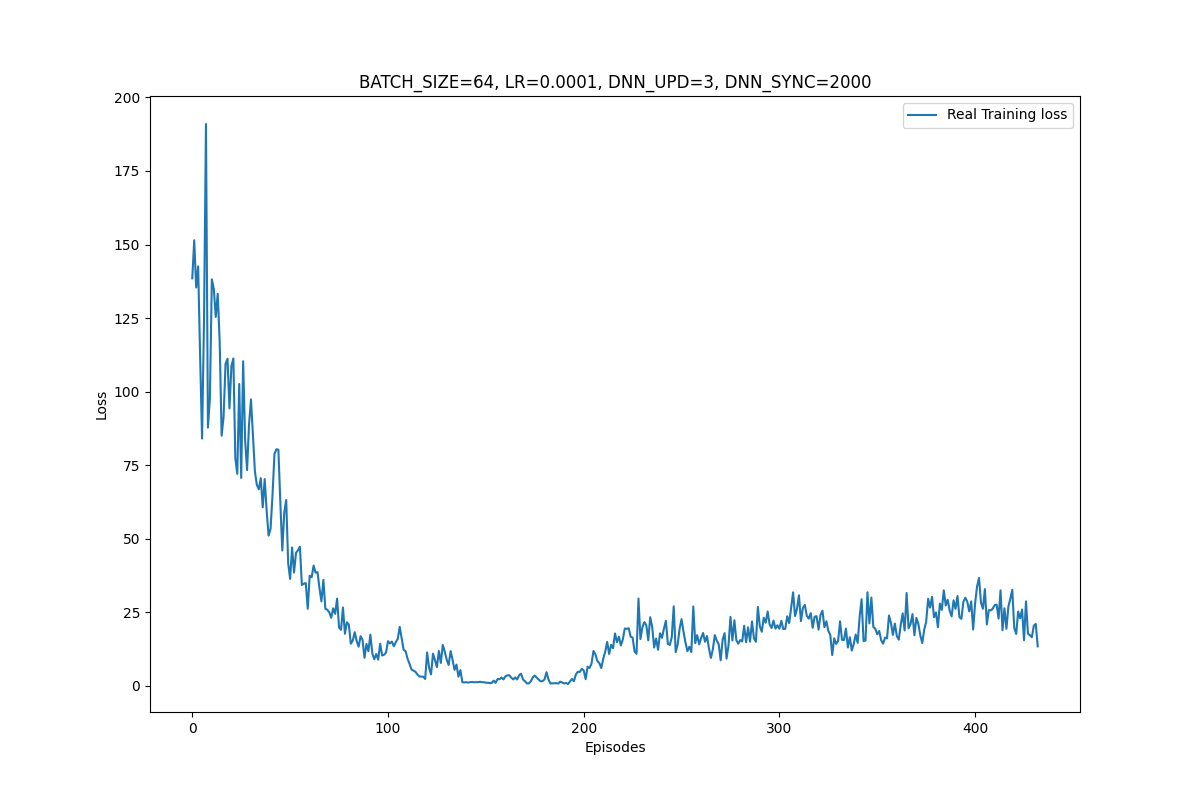 BATCH_SIZE=64, LR=0.0001, DNN_UPD=3, DNN_SYNC=2000
Real Training loss
200
175
150
125
100
75
50
25
0
Loss
0 100 200 300 400
Episodes